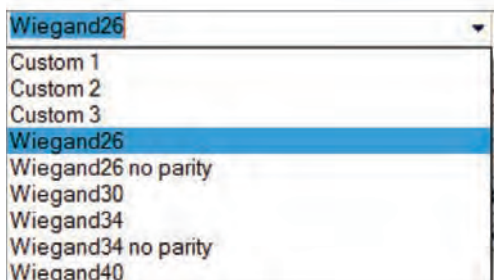 Wiegand26
Custom 1
Custom 2
Custom 3
Wiegand26
Wiegand26 no parity
Wiegand30
Wiegand34
Wiegand34 no parity
Wiegand40